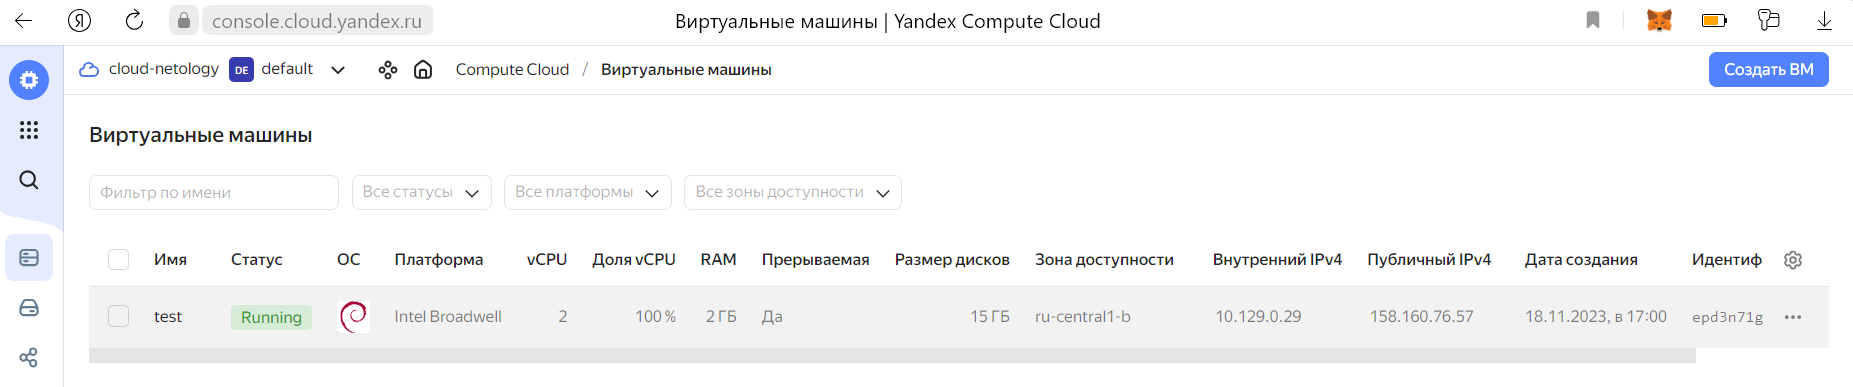 Я console.cloud.yandex.ru Виртуальные машины | Yandex Compute Cloud
cloud-netology DE default Compute Cloud / Виртуальные машины Создать ВМ
Виртуальные машины
Фильтр по имени Все статусы Все платформы Все зоны доступности
Имя Статус ОС Платформа vCPU Доля vCPU RAM Прерываемая Размер дисков Зона доступности Внутренний IPv4 Публичный IPv4 Дата создания Идентиф
test Running Intel Broadwell 2 100 % 2 ГБ Да 15 ГБ ru-central1-b 10.129.0.29 158.160.76.57 18.11.2023, в 17:00 epd3n71g